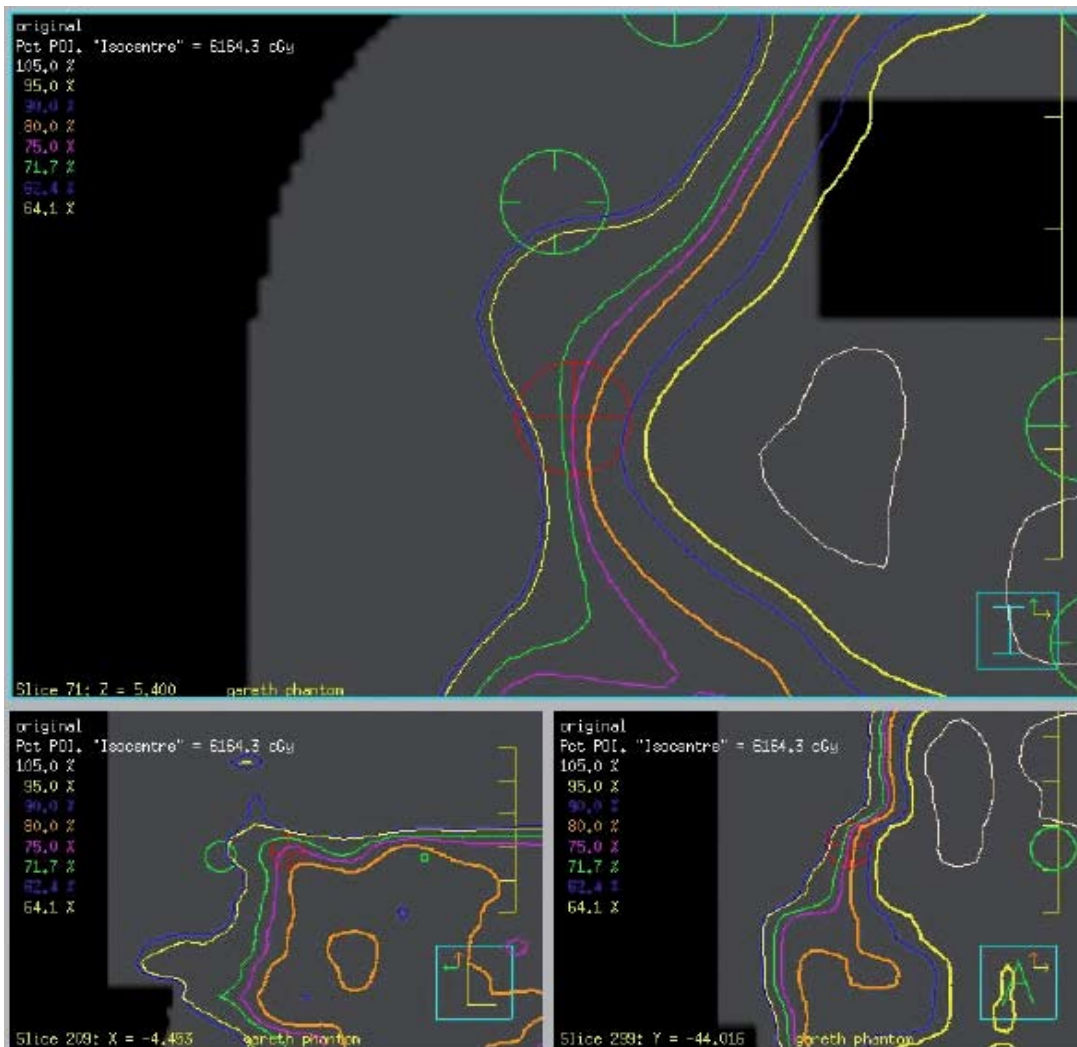 original
Pct POI. "Isocentre" = 6164.3 cGy
105.0 %
95.0 %
90.0 %
80.0 %
75.0 %
71.7 %
62.4 %
64.1 %
I
Slice 71: Z = 5.400 gareth phantom
original
Pct POI. "Isocentre" = 6164.3 cGy
105.0 %
95.0 %
90.0 %
80.0 %
75.0 %
71.7 %
62.4 %
64.1 %
L
Slice 209: X = -4.493 gareth phantom
original
Pct POI. "Isocentre" = 6164.3 cGy
105.0 %
95.0 %
90.0 %
80.0 %
75.0 %
71.7 %
62.4 %
64.1 %
A
Slice 299: Y = -44.016 gareth phantom